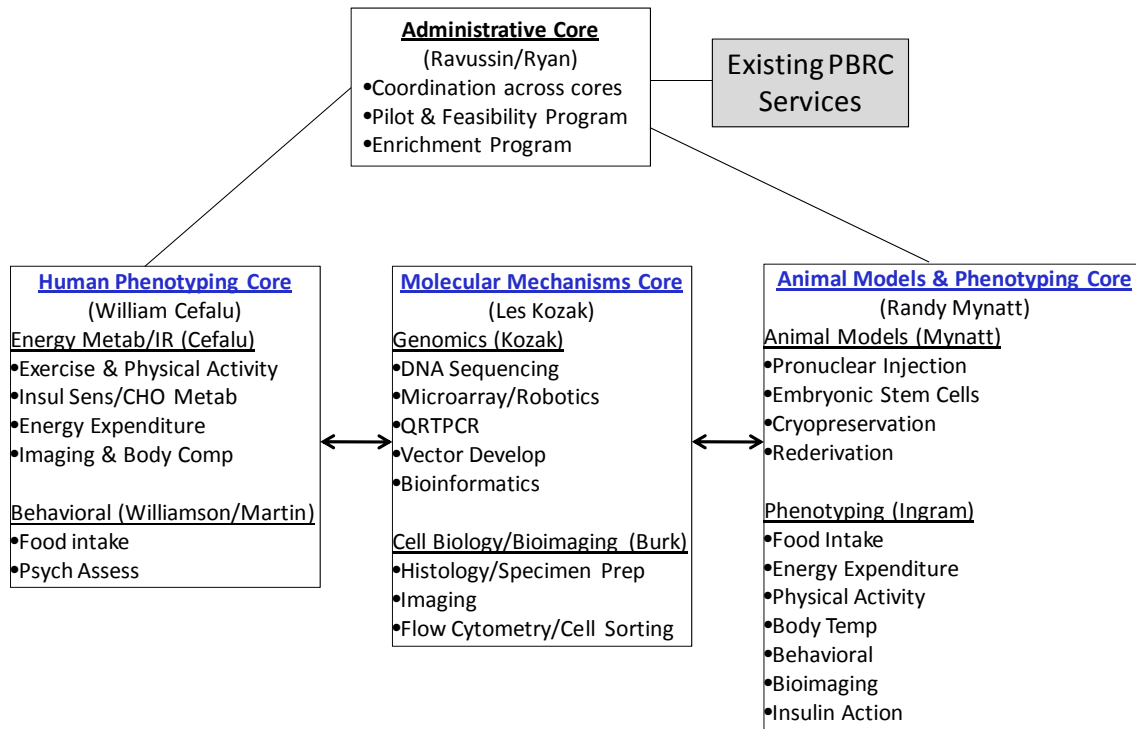 Administrative Core
(Ravussin/Ryan)
•Coordination across cores
•Pilot & Feasibility Program
•Enrichment Program
Existing PBRC
Services
Human Phenotyping Core
(William Cefalu)
Energy Metab/IR (Cefalu)
•Exercise & Physical Activity
•Insul Sens/CHO Metab
•Energy Expenditure
•Imaging & Body Comp
Behavioral (Williamson/Martin)
•Food intake
•Psych Assess
Molecular Mechanisms Core
(Les Kozak)
Genomics (Kozak)
•DNA Sequencing
•Microarray/Robotics
•QRTPCR
•Vector Develop
•Bioinformatics
Cell Biology/Bioimaging (Burk)
•Histology/Specimen Prep
•Imaging
•Flow Cytometry/Cell Sorting
Animal Models & Phenotyping Core
(Randy Mynatt)
Animal Models (Mynatt)
•Pronuclear Injection
•Embryonic Stem Cells
•Cryopreservation
•Rederivation
Phenotyping (Ingram)
•Food Intake
•Energy Expenditure
•Physical Activity
•Body Temp
•Behavioral
•Bioimaging
•Insulin Action